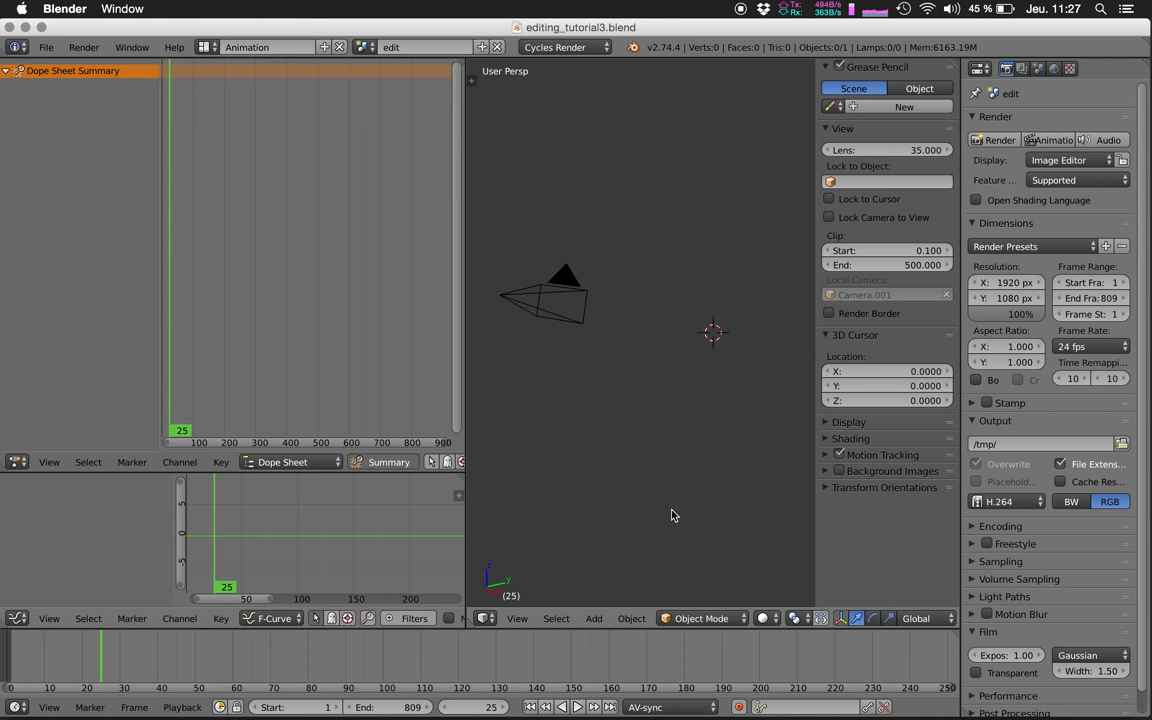 Blender Window Tx: 494B/s Rx: 363B/s 45 % Jeu. 11:27
editing_tutorial3.blend
File Render Window Help Animation edit Cycles Render v2.74.4 | Verts:0 | Faces:0 | Tris:0 | Objects:0/1 | Lamps:0/0 | Mem:6163.19M
Dope Sheet Summary
25
100 200 300 400 500 600 700 800 900
View Select Marker Channel Key Dope Sheet Summary
5
0
-5
25
50 100 150 200
View Select Marker Channel Key F-Curve Filters
User Persp
(25)
z
y
View Select Add Object Object Mode Global
Grease Pencil
Scene Object
New
View
Lens: 35.000
Lock to Object:
Lock to Cursor
Lock Camera to View
Clip:
Start: 0.100
End: 500.000
Local Camera:
Camera.001
Render Border
3D Cursor
Location:
X: 0.0000
Y: 0.0000
Z: 0.0000
Display
Shading
Motion Tracking
Background Images
Transform Orientations
edit
Render
Render Animatio Audio
Display: Image Editor
Feature ... Supported
Open Shading Language
Dimensions
Render Presets
Resolution: Frame Range:
X: 1920 px Start Fra: 1
Y: 1080 px End Fra: 809
100% Frame St: 1
Aspect Ratio: Frame Rate:
X: 1.000 24 fps
Y: 1.000 Time Remappi...
Bo Cr 10 10
Stamp
Output
/tmp/
Overwrite File Extens...
Placehold... Cache Res...
H.264 BW RGB
Encoding
Freestyle
Sampling
Volume Sampling
Light Paths
Motion Blur
Film
Expos: 1.00 Gaussian
Transparent Width: 1.50
Performance
Post Processing
0 10 20 30 40 50 60 70 80 90 100 110 120 130 140 150 160 170 180 190 200 210 220 230 240 250
View Marker Frame Playback Start: 1 End: 809 25 AV-sync